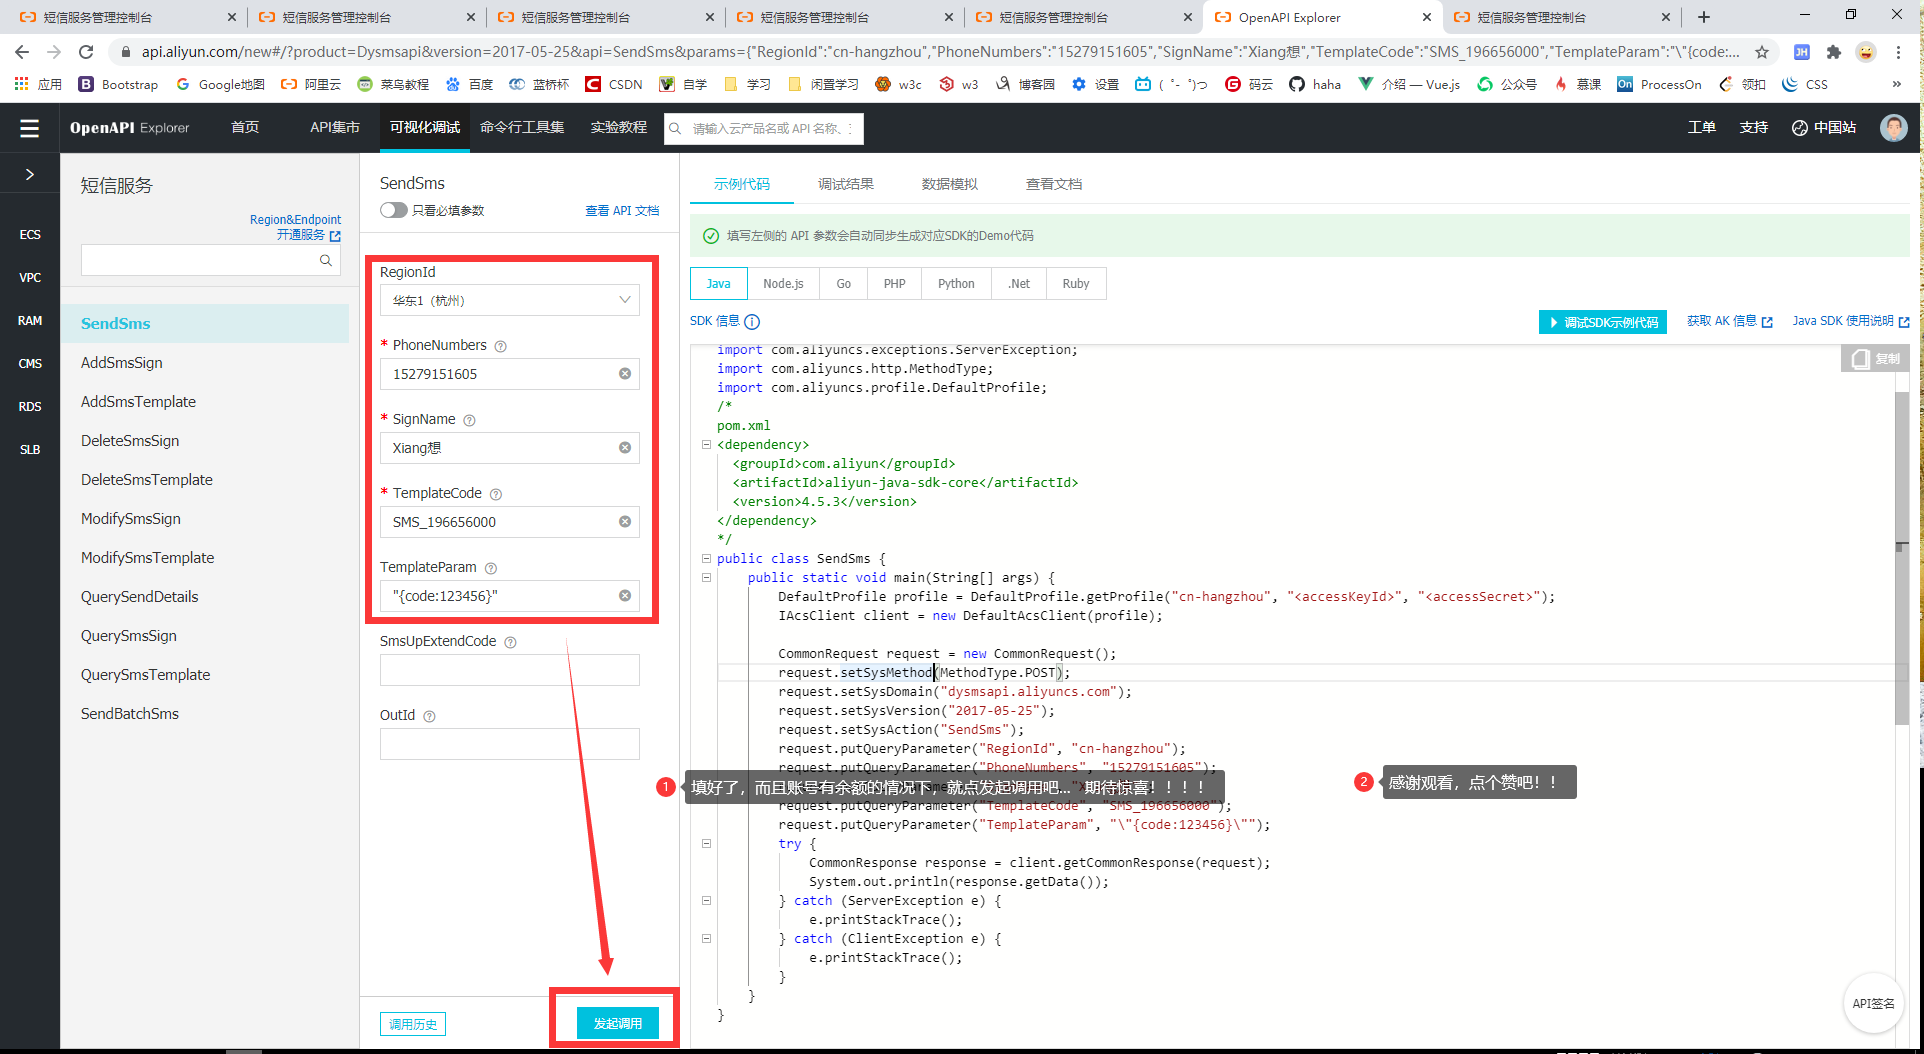 短信服务管理控制台
短信服务管理控制台
短信服务管理控制台
短信服务管理控制台
短信服务管理控制台
OpenAPI Explorer
短信服务管理控制台
api.aliyun.com/new#/?product=Dysmsapi&version=2017-05-25&api=SendSms&params={"RegionId":"cn-hangzhou","PhoneNumbers":"15279151605","SignName":"Xiang想","TemplateCode":"SMS_196656000","TemplateParam":"\"{code:...
JH
应用 Bootstrap Google地图 阿里云 菜鸟教程 百度 蓝桥杯 CSDN 自学 学习 闲置学习 w3c w3 博客园 设置 ( ゜- ゜)つ 码云 haha 介绍 — Vue.js 公众号 慕课 ProcessOn 领扣 CSS »
OpenAPI Explorer 首页 API集市 可视化调试 命令行工具集 实验教程 请输入云产品名或 API 名称、 工单 支持 中国站
ECS
VPC
RAM
CMS
RDS
SLB
短信服务
Region&Endpoint
开通服务
SendSms
AddSmsSign
AddSmsTemplate
DeleteSmsSign
DeleteSmsTemplate
ModifySmsSign
ModifySmsTemplate
QuerySendDetails
QuerySmsSign
QuerySmsTemplate
SendBatchSms
SendSms
只看必填参数 查看 API 文档
RegionId
华东1（杭州）
* PhoneNumbers
15279151605
* SignName
Xiang想
* TemplateCode
SMS_196656000
TemplateParam
"{code:123456}"
SmsUpExtendCode
OutId
调用历史 发起调用
示例代码 调试结果 数据模拟 查看文档
填写左侧的 API 参数会自动同步生成对应SDK的Demo代码
Java Node.js Go PHP Python .Net Ruby
SDK 信息 调试SDK示例代码 获取 AK 信息 Java SDK 使用说明
复制
import com.aliyuncs.exceptions.ServerException;
import com.aliyuncs.http.MethodType;
import com.aliyuncs.profile.DefaultProfile;
/*
pom.xml
<dependency>
<groupId>com.aliyun</groupId>
<artifactId>aliyun-java-sdk-core</artifactId>
<version>4.5.3</version>
</dependency>
*/
public class SendSms {
public static void main(String[] args) {
DefaultProfile profile = DefaultProfile.getProfile("cn-hangzhou", "<accessKeyId>", "<accessSecret>");
IAcsClient client = new DefaultAcsClient(profile);
CommonRequest request = new CommonRequest();
request.setSysMethod(MethodType.POST);
request.setSysDomain("dysmsapi.aliyuncs.com");
request.setSysVersion("2017-05-25");
request.setSysAction("SendSms");
request.putQueryParameter("RegionId", "cn-hangzhou");
request.putQueryParameter("PhoneNumbers", "15279151605");
1 填好了，而且账号有余额的情况下，就点发起调用吧... 期待惊喜！！！！
2 感谢观看，点个赞吧！！
request.putQueryParameter("TemplateCode", "SMS_196656000");
request.putQueryParameter("TemplateParam", "\"{code:123456}\"");
try {
CommonResponse response = client.getCommonResponse(request);
System.out.println(response.getData());
} catch (ServerException e) {
e.printStackTrace();
} catch (ClientException e) {
e.printStackTrace();
}
}
}
API签名